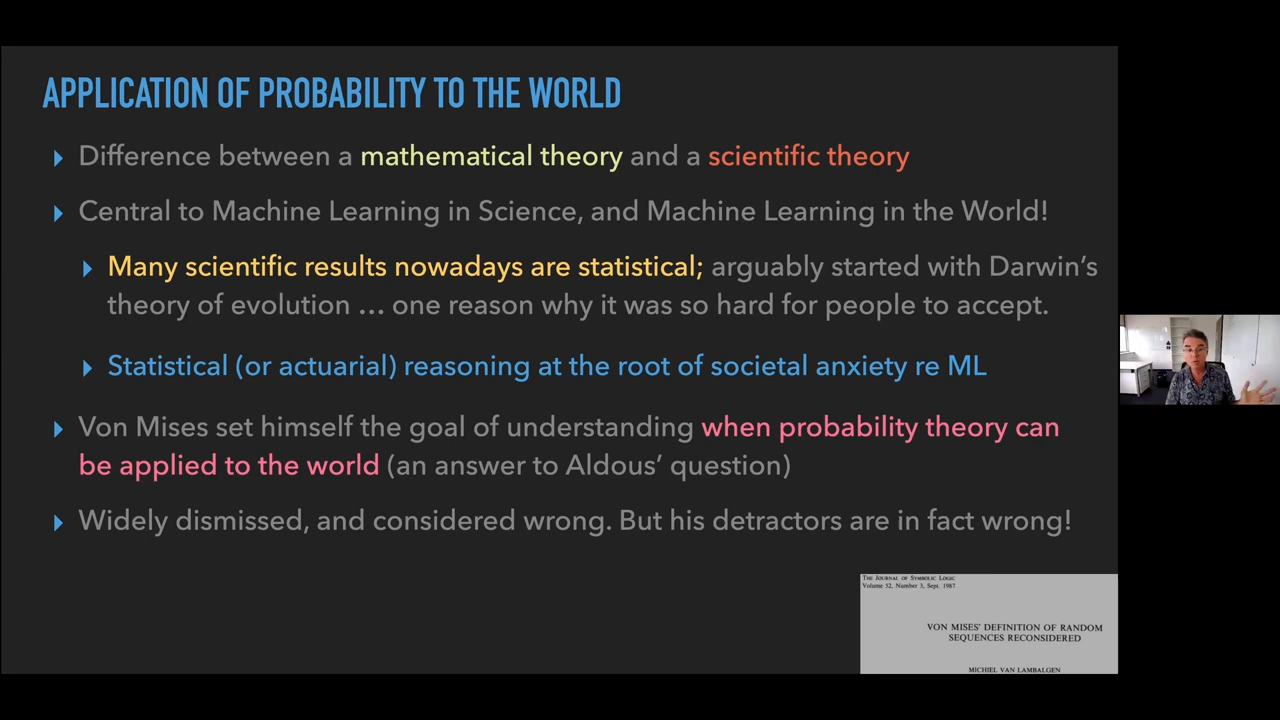 APPLICATION OF PROBABILITY TO THE WORLD
Difference between a mathematical theory and a scientific theory
Central to Machine Learning in Science, and Machine Learning in the World!
Many scientific results nowadays are statistical; arguably started with Darwin's
theory of evolution … one reason why it was so hard for people to accept.
Statistical (or actuarial) reasoning at the root of societal anxiety re ML
Von Mises set himself the goal of understanding when probability theory can
be applied to the world (an answer to Aldous' question)
Widely dismissed, and considered wrong. But his detractors are in fact wrong!
The Journal of Symbolic Logic
Volume 52, Number 3, Sept. 1987
VON MISES' DEFINITION OF RANDOM
SEQUENCES RECONSIDERED
MICHIEL VAN LAMBALGEN